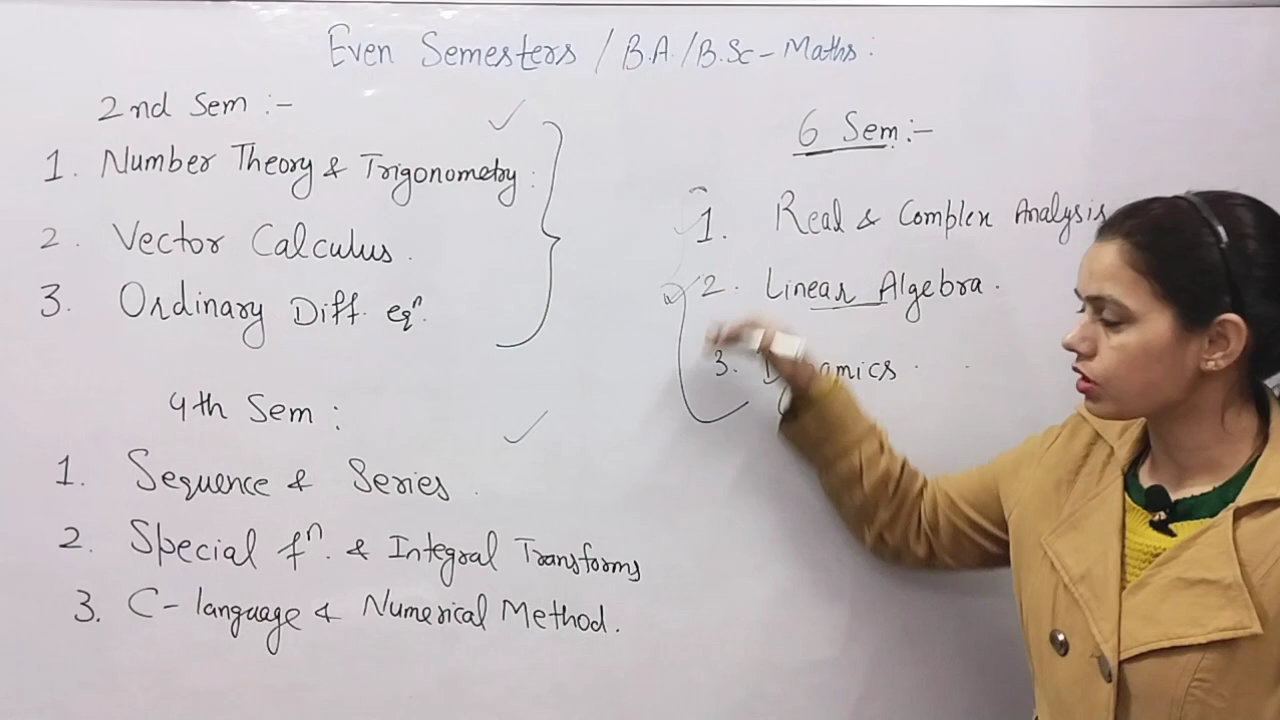 Even Semesters / B.A. / B.Sc - Maths :
2nd Sem :-
1. Number Theory & Trigonometry :
2. Vector Calculus.
3. Ordinary Diff. eqⁿ.
4th Sem :
1. Sequence & Series.
2. Special fⁿ. & Integral Transforms
3. C-language & Numerical Method.
6 Sem :-
1. Real & Complex Analysis
2. Linear Algebra.
3. Dynamics.